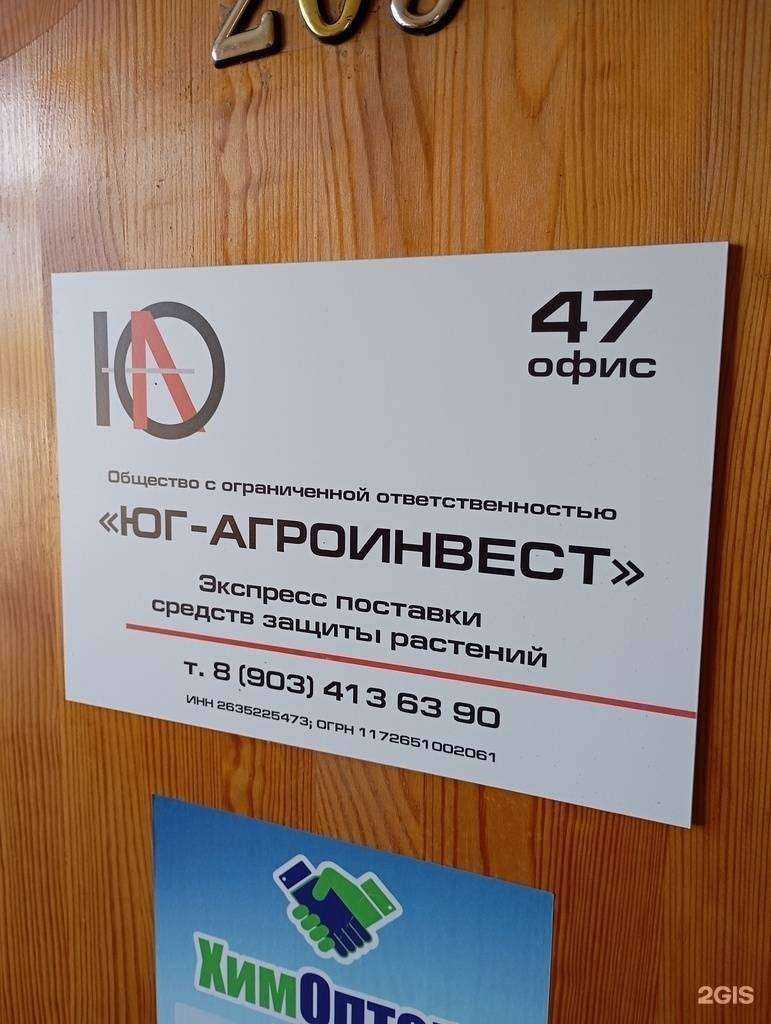 47
офис
Общество с ограниченной ответственностью
«ЮГ-АГРОИНВЕСТ»
Экспресс поставки
средств защиты растений
т. 8 (903) 413 63 90
ИНН 2635225473; ОГРН 1172651002061
2GIS